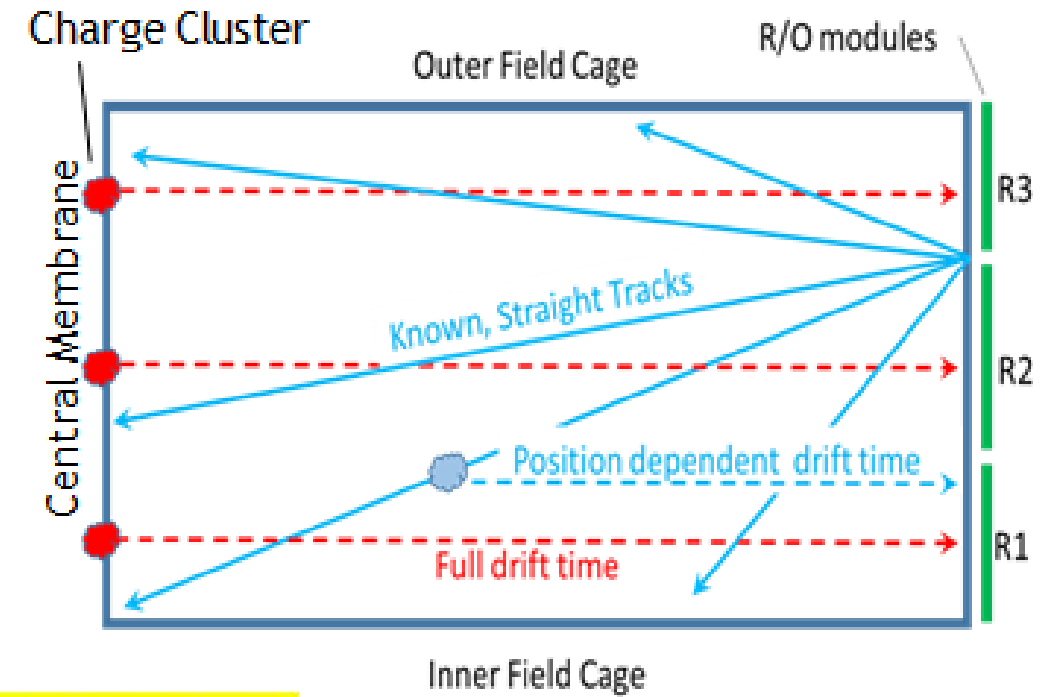 Charge Cluster
R/O modules
Outer Field Cage
Central Membrane
R3
Known, Straight Tracks
R2
Position dependent drift time
R1
Full drift time
Inner Field Cage